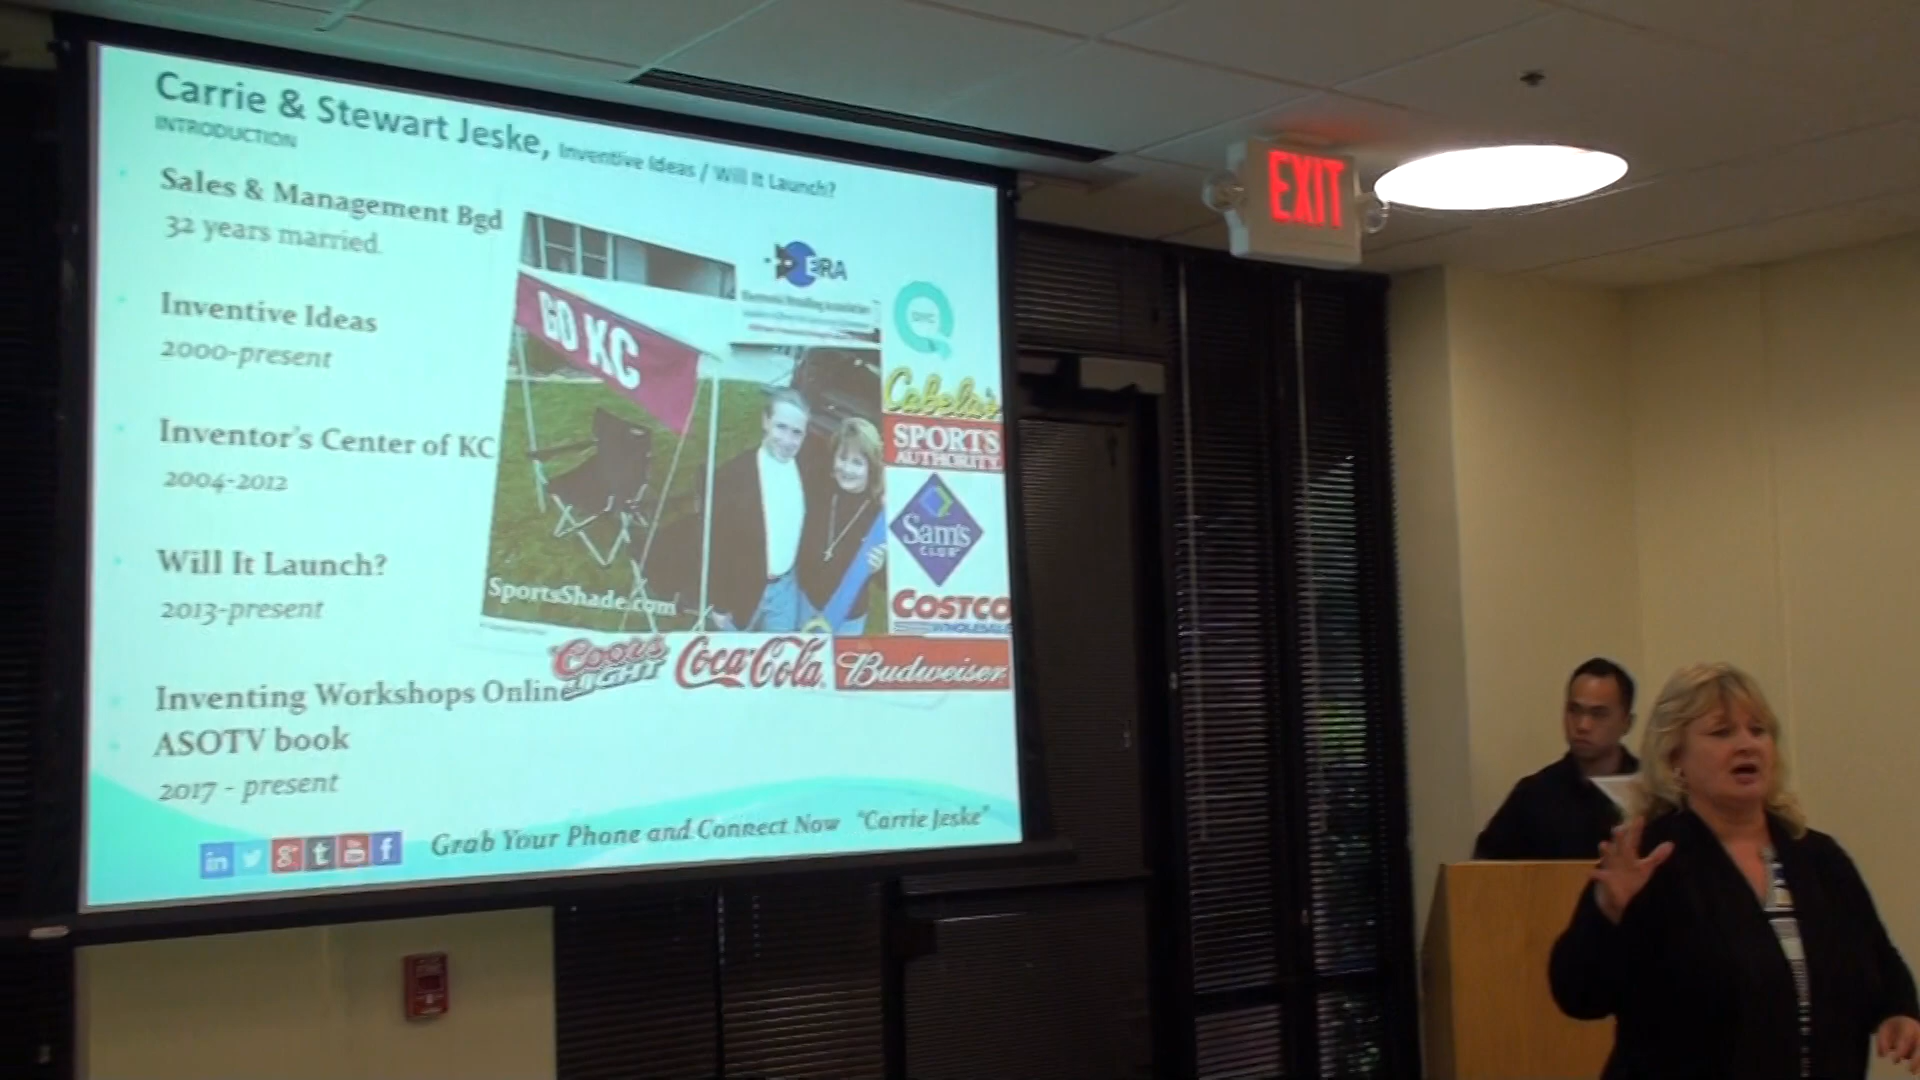 Carrie & Stewart Jeske, Inventive Ideas / Will It Launch?
INTRODUCTION
Sales & Management Bgd
32 years married
Inventive Ideas
2000-present
Inventor's Center of KC
2004-2012
Will It Launch?
2013-present
Inventing Workshops Online
ASOTV book
2017 - present
GO KC
SportsShade.com
ERA
Electronic Retailing Association
QVC
Cabela's
SPORTS
AUTHORITY
Sam's
CLUB
COSTCO
WHOLESALE
Coors
LIGHT
Coca-Cola
Budweiser
in
g+
t
You
f
Grab Your Phone and Connect Now "Carrie Jeske"
EXIT